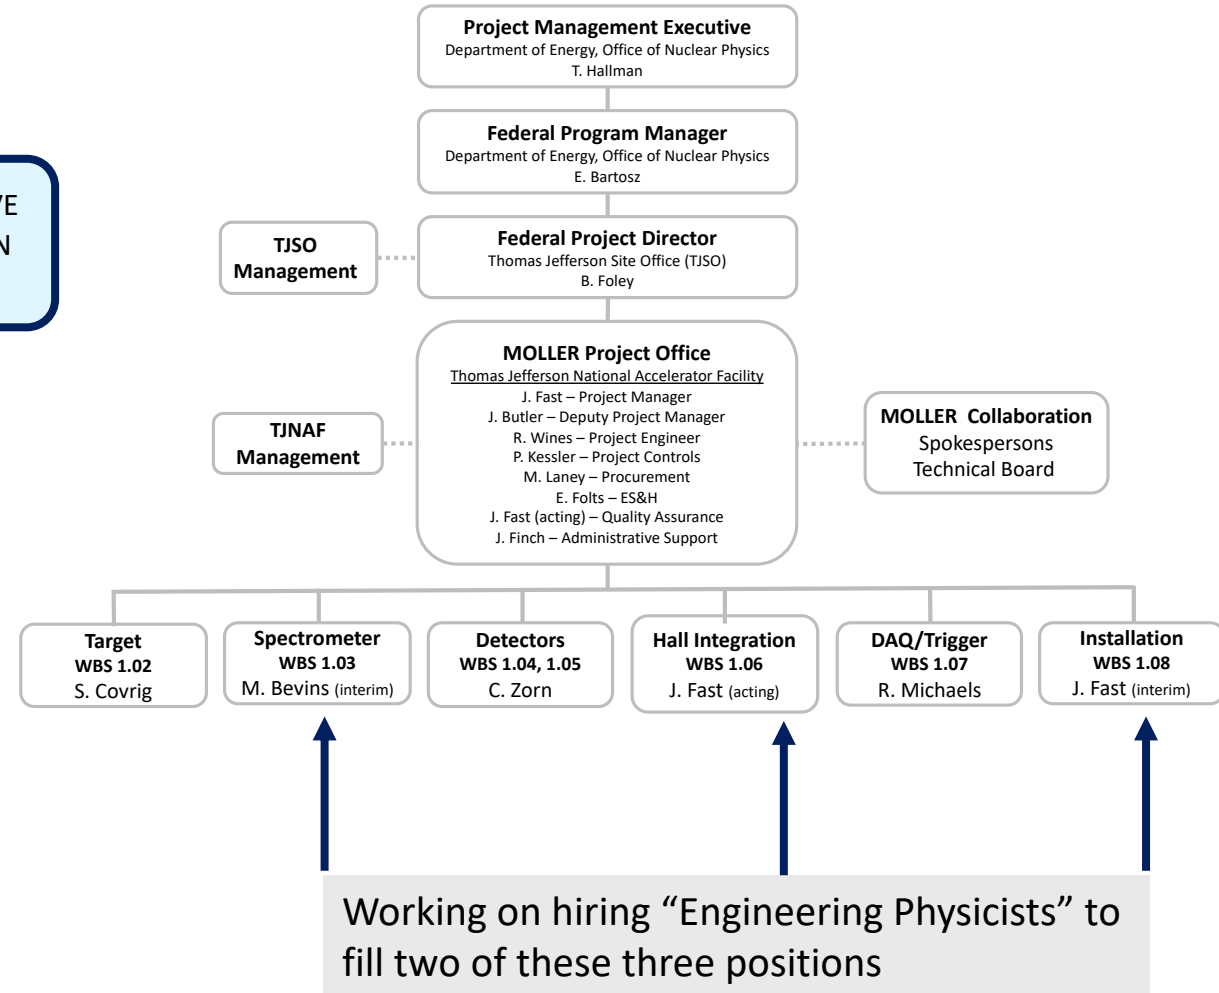 Project Management Executive
Department of Energy, Office of Nuclear Physics
T. Hallman
Federal Program Manager
Department of Energy, Office of Nuclear Physics
E. Bartosz
TJSO
Management
Federal Project Director
Thomas Jefferson Site Office (TJSO)
B. Foley
MOLLER Project Office
Thomas Jefferson National Accelerator Facility
J. Fast – Project Manager
J. Butler – Deputy Project Manager
R. Wines – Project Engineer
P. Kessler – Project Controls
M. Laney – Procurement
E. Folts – ES&H
J. Fast (acting) – Quality Assurance
J. Finch – Administrative Support
TJNAF
Management
MOLLER Collaboration
Spokespersons
Technical Board
Target
WBS 1.02
S. Covrig
Spectrometer
WBS 1.03
M. Bevins (interim)
Detectors
WBS 1.04, 1.05
C. Zorn
Hall Integration
WBS 1.06
J. Fast (acting)
DAQ/Trigger
WBS 1.07
R. Michaels
Installation
WBS 1.08
J. Fast (interim)
Working on hiring “Engineering Physicists” to
fill two of these three positions